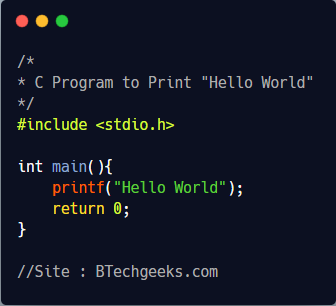 /*
* C Program to Print "Hello World"
*/
#include <stdio.h>

int main(){
    printf("Hello World");
    return 0;
}

//Site : BTechgeeks.com